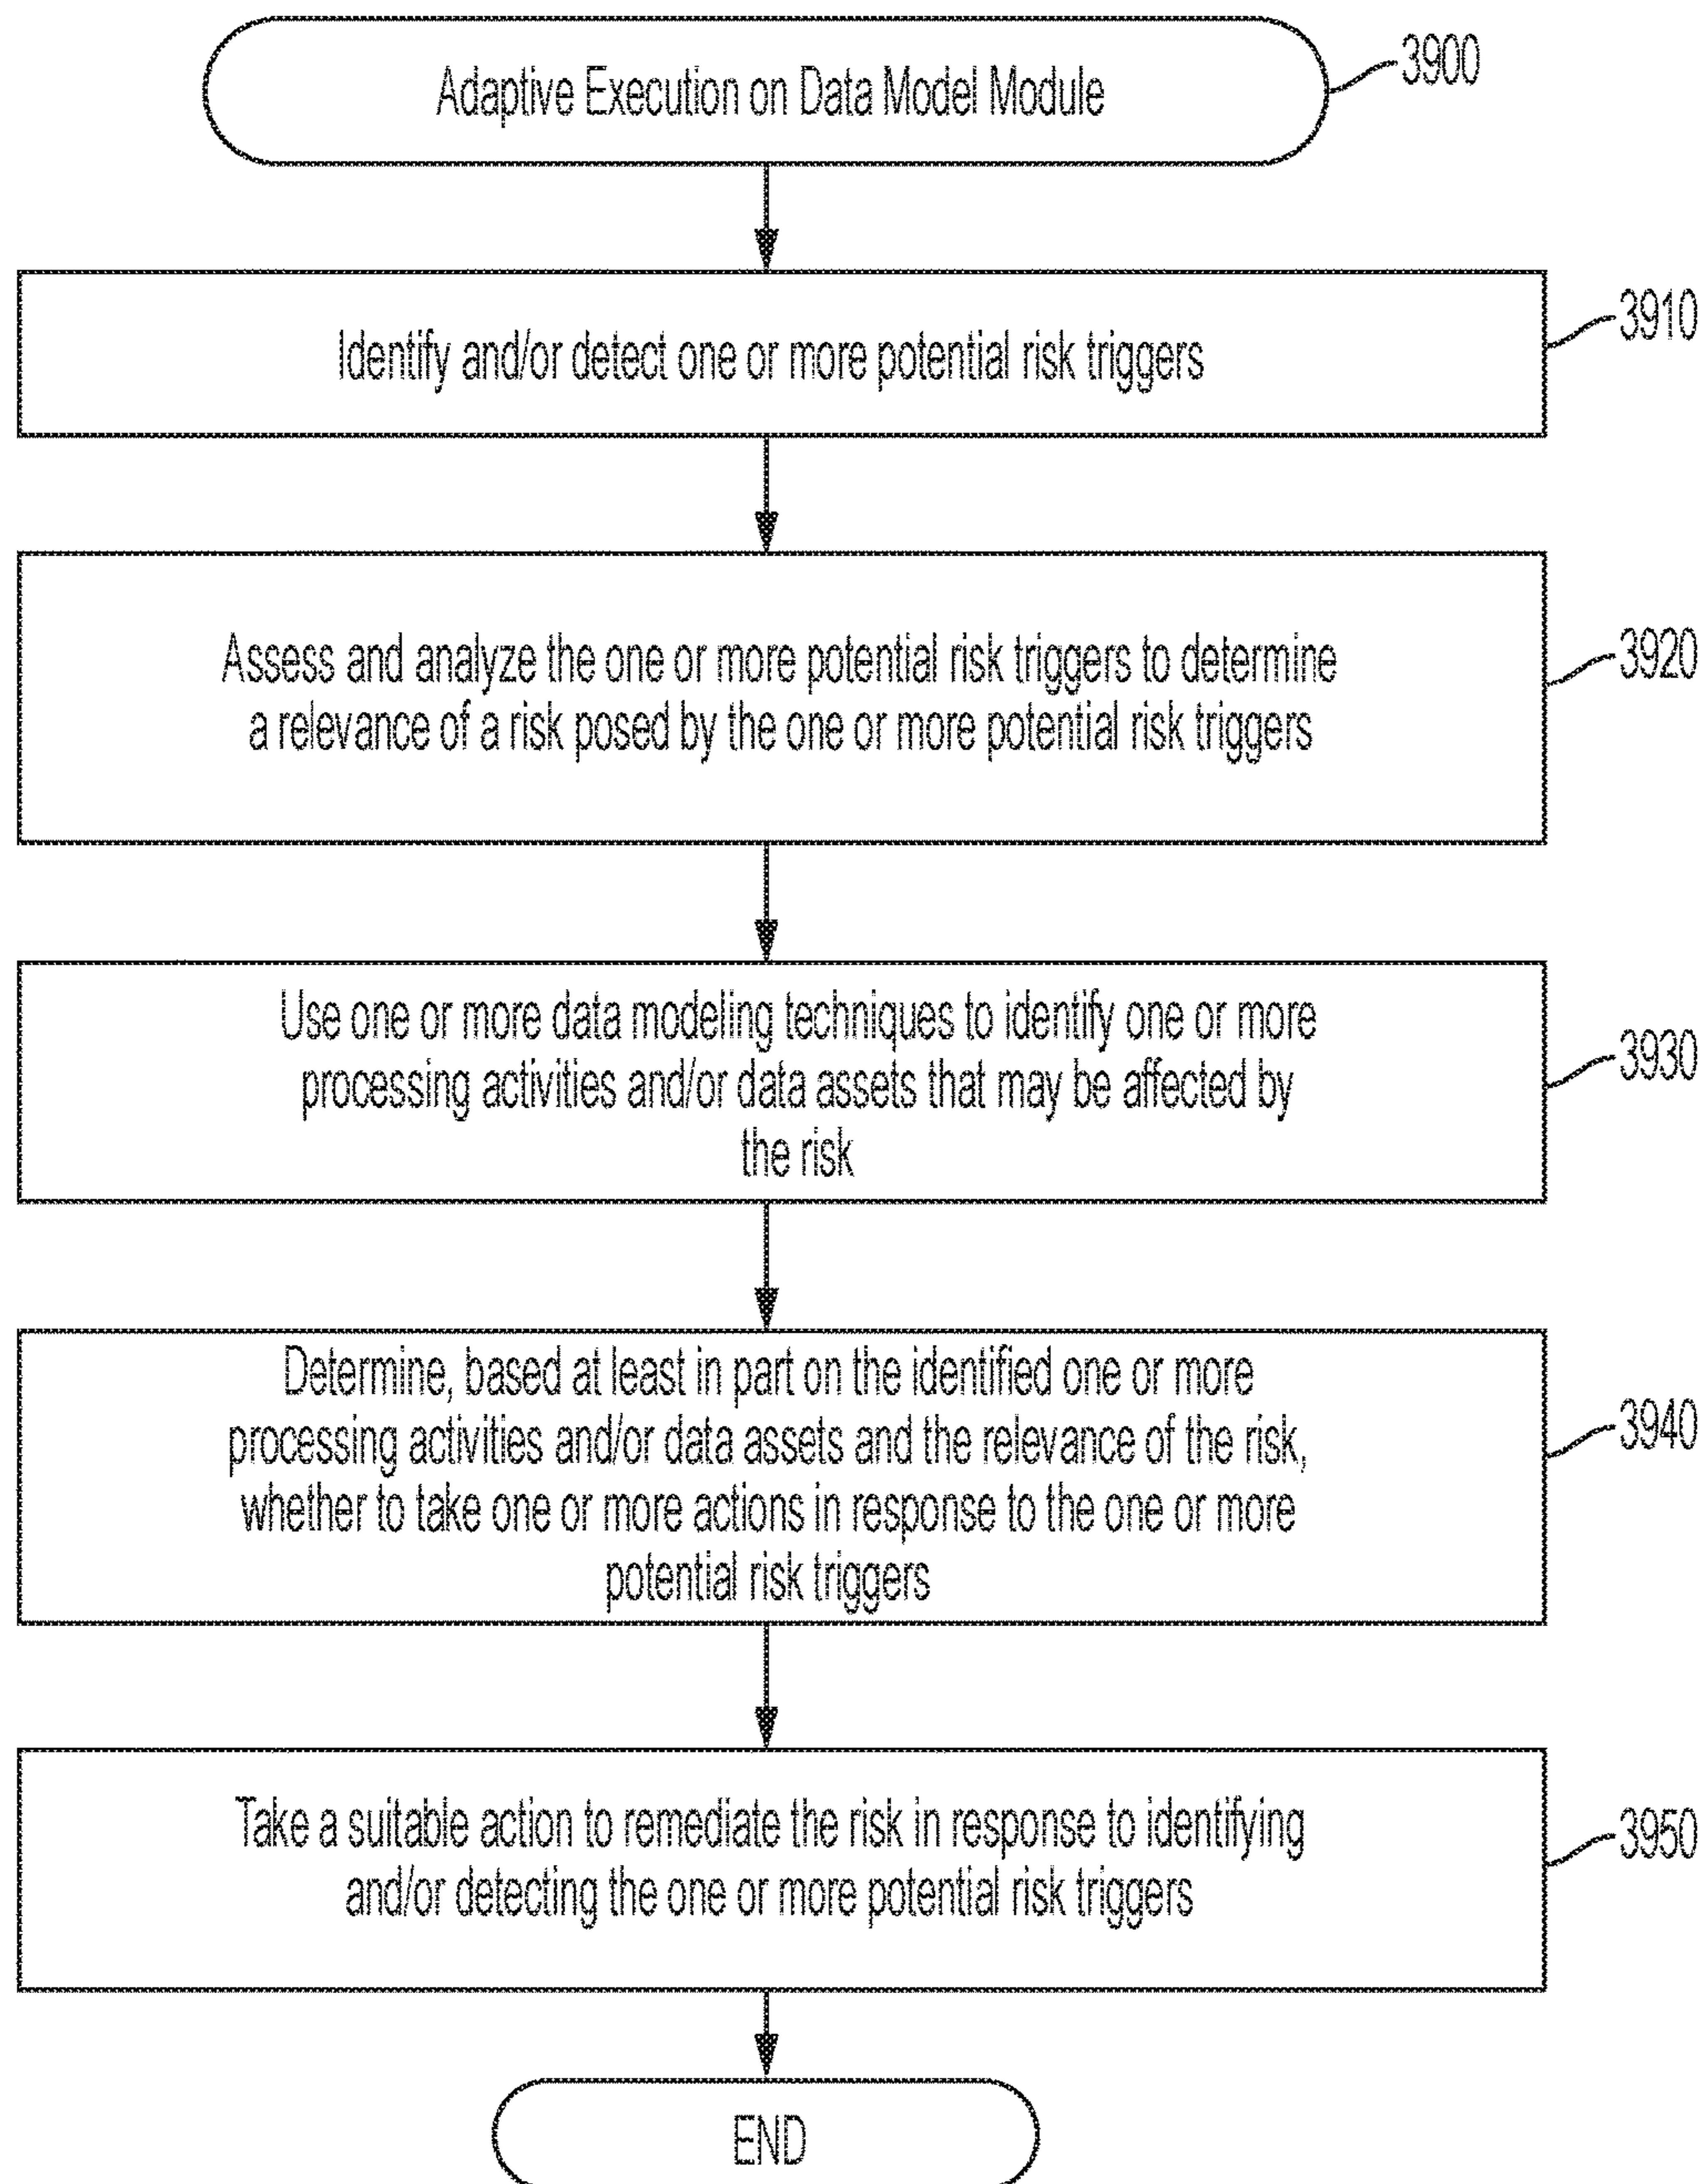 Adaptive Execution on Data Model Module
3900
Identify and/or detect one or more potential risk triggers
3910
Assess and analyze the one or more potential risk triggers to determine
a relevance of a risk posed by the one or more potential risk triggers
3920
Use one or more data modeling techniques to identify one or more
processing activities and/or data assets that may be affected by
the risk
3930
Determine, based at least in part on the identified one or more
processing activities and/or data assets and the relevance of the risk,
whether to take one or more actions in response to the one or more
potential risk triggers
3940
Take a suitable action to remediate the risk in response to identifying
and/or detecting the one or more potential risk triggers
3950
END